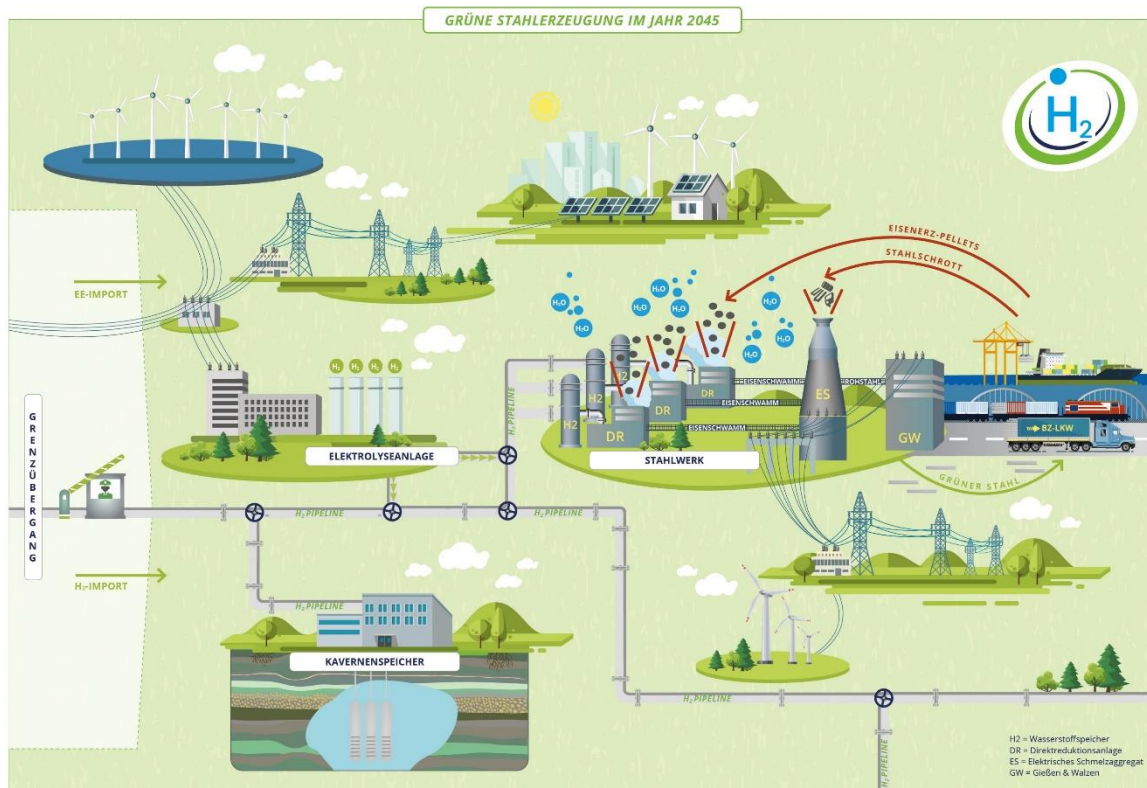 GRÜNE STAHLERZEUGUNG IM JAHR 2045
H₂
EISENERZ-PELLETS
STAHLSCHROTT
EE-IMPORT
H₂O
H₂O
H₂O
H₂O
H₂O
H₂O
H₂O
H₂ H₂ H₂ H₂
H2
H2
H2
DR
DR
DR
EISENSCHWAMM
ROHSTAHL
EISENSCHWAMM
EISENSCHWAMM
ES
GW
BZ-LKW
GRÜNER STAHL
ELEKTROLYSEANLAGE
STAHLWERK
H₂ PIPELINE
GRENZÜBERGANG
H₂ PIPELINE
H₂ PIPELINE
H₂-IMPORT
H₂ PIPELINE
KAVERNENSPEICHER
H₂ PIPELINE
H₂ PIPELINE
H2 = Wasserstoffspeicher
DR = Direktreduktionsanlage
ES = Elektrisches Schmelzaggregat
GW = Gießen & Walzen